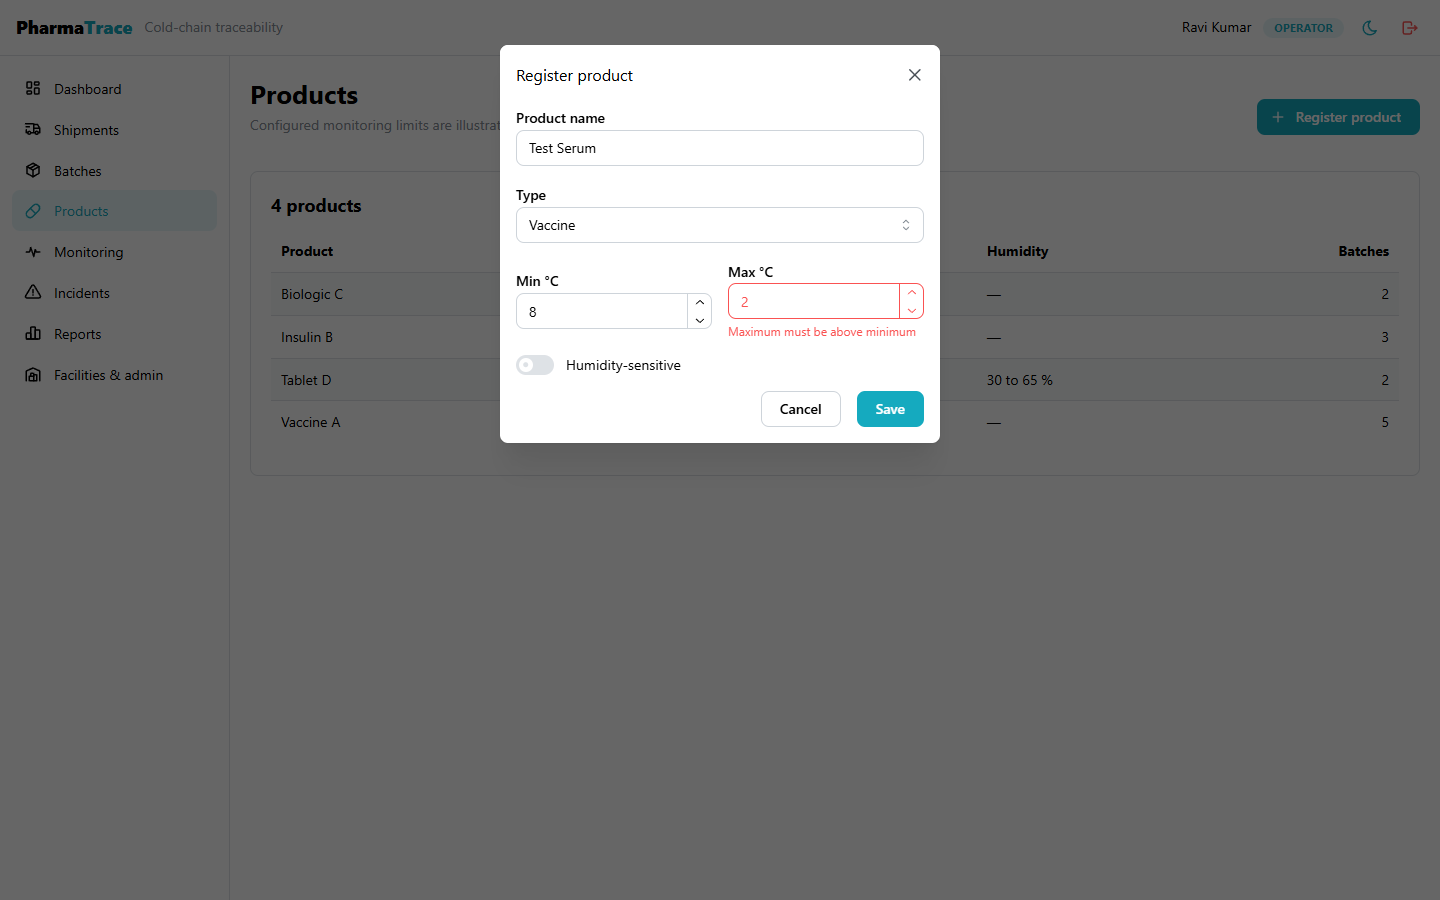 PharmaTrace Cold-chain traceability
Ravi Kumar OPERATOR
Dashboard
Shipments
Batches
Products
Monitoring
Incidents
Reports
Facilities & admin
Products
Configured monitoring limits are
Register product
4 products
Product Humidity Batches
Biologic C — 2
Insulin B — 3
Tablet D 30 to 65 % 2
Vaccine A — 5
Register product
Product name
Test Serum
Type
Vaccine
Min °C
8
Max °C
2
Maximum must be above minimum
Humidity-sensitive
Cancel
Save